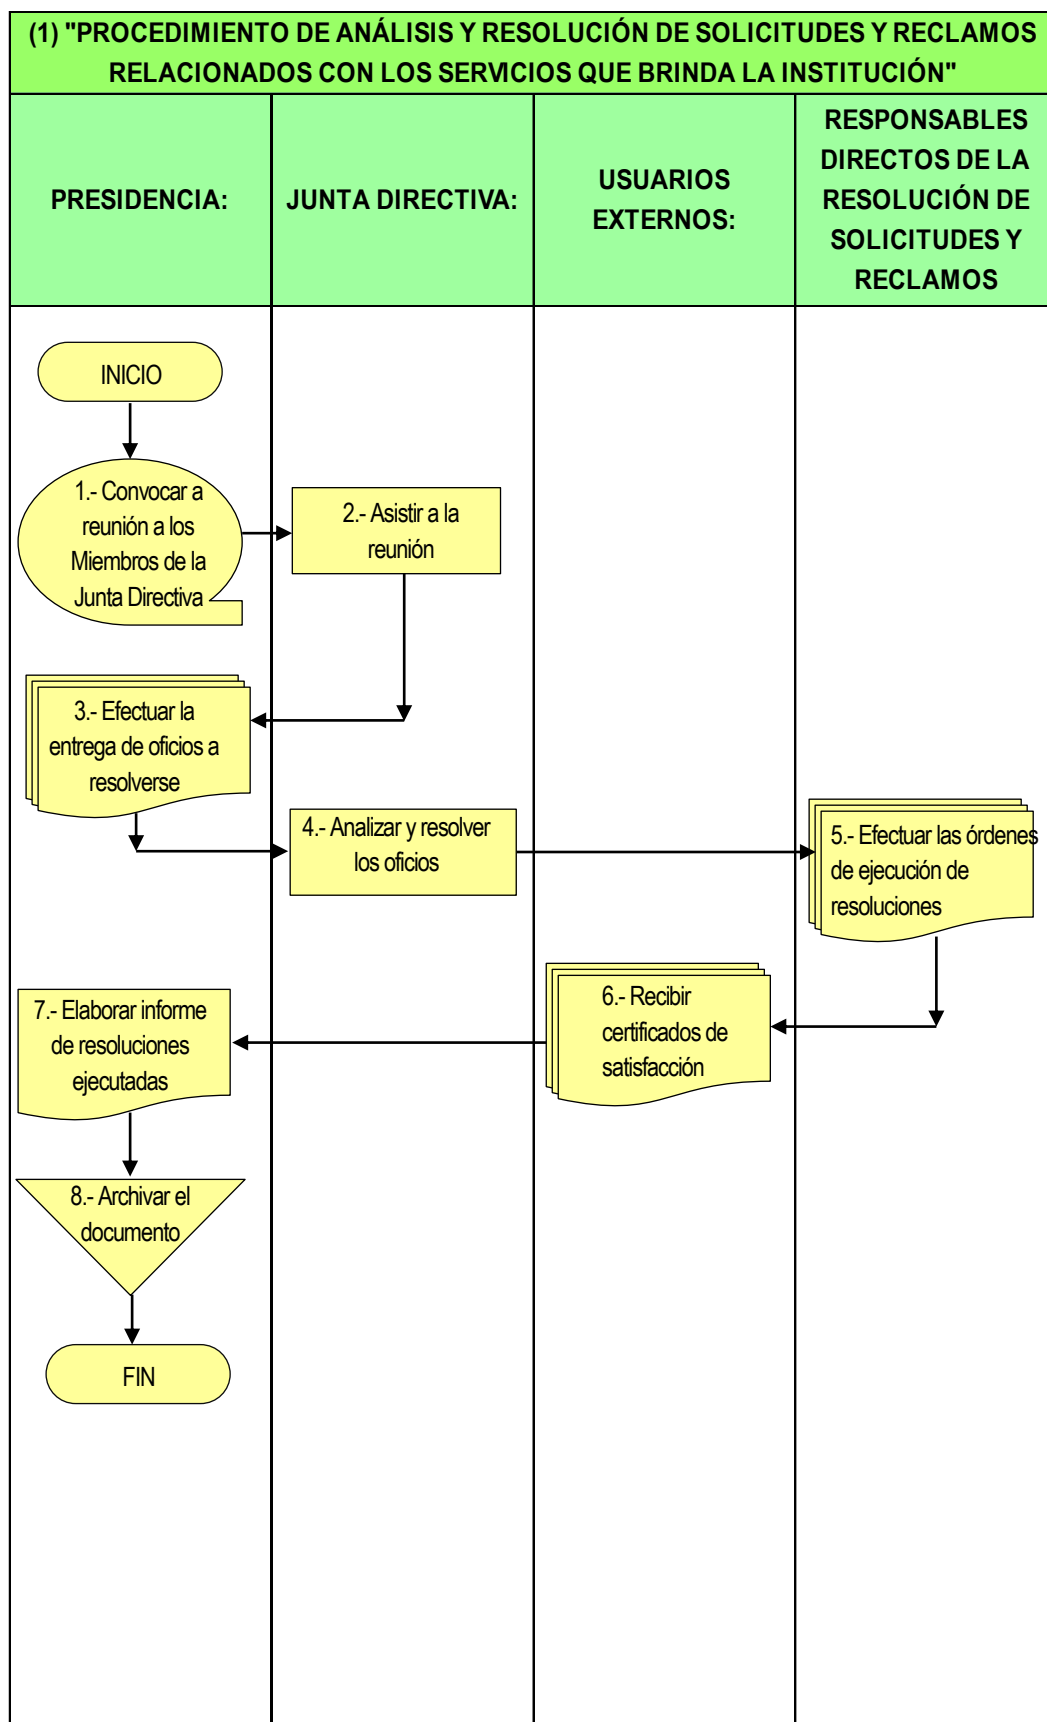 (1) "PROCEDIMIENTO DE ANÁLISIS Y RESOLUCIÓN DE SOLICITUDES Y RECLAMOS
RELACIONADOS CON LOS SERVICIOS QUE BRINDA LA INSTITUCIÓN"
PRESIDENCIA:
JUNTA DIRECTIVA:
USUARIOS
EXTERNOS:
RESPONSABLES
DIRECTOS DE LA
RESOLUCIÓN DE
SOLICITUDES Y
RECLAMOS
INICIO
1.- Convocar a
reunión a los
Miembros de la
Junta Directiva
2.- Asistir a la
reunión
3.- Efectuar la
entrega de oficios a
resolverse
4.- Analizar y resolver
los oficios
5.- Efectuar las órdenes
de ejecución de
resoluciones
6.- Recibir
certificados de
satisfacción
7.- Elaborar informe
de resoluciones
ejecutadas
8.- Archivar el
documento
FIN